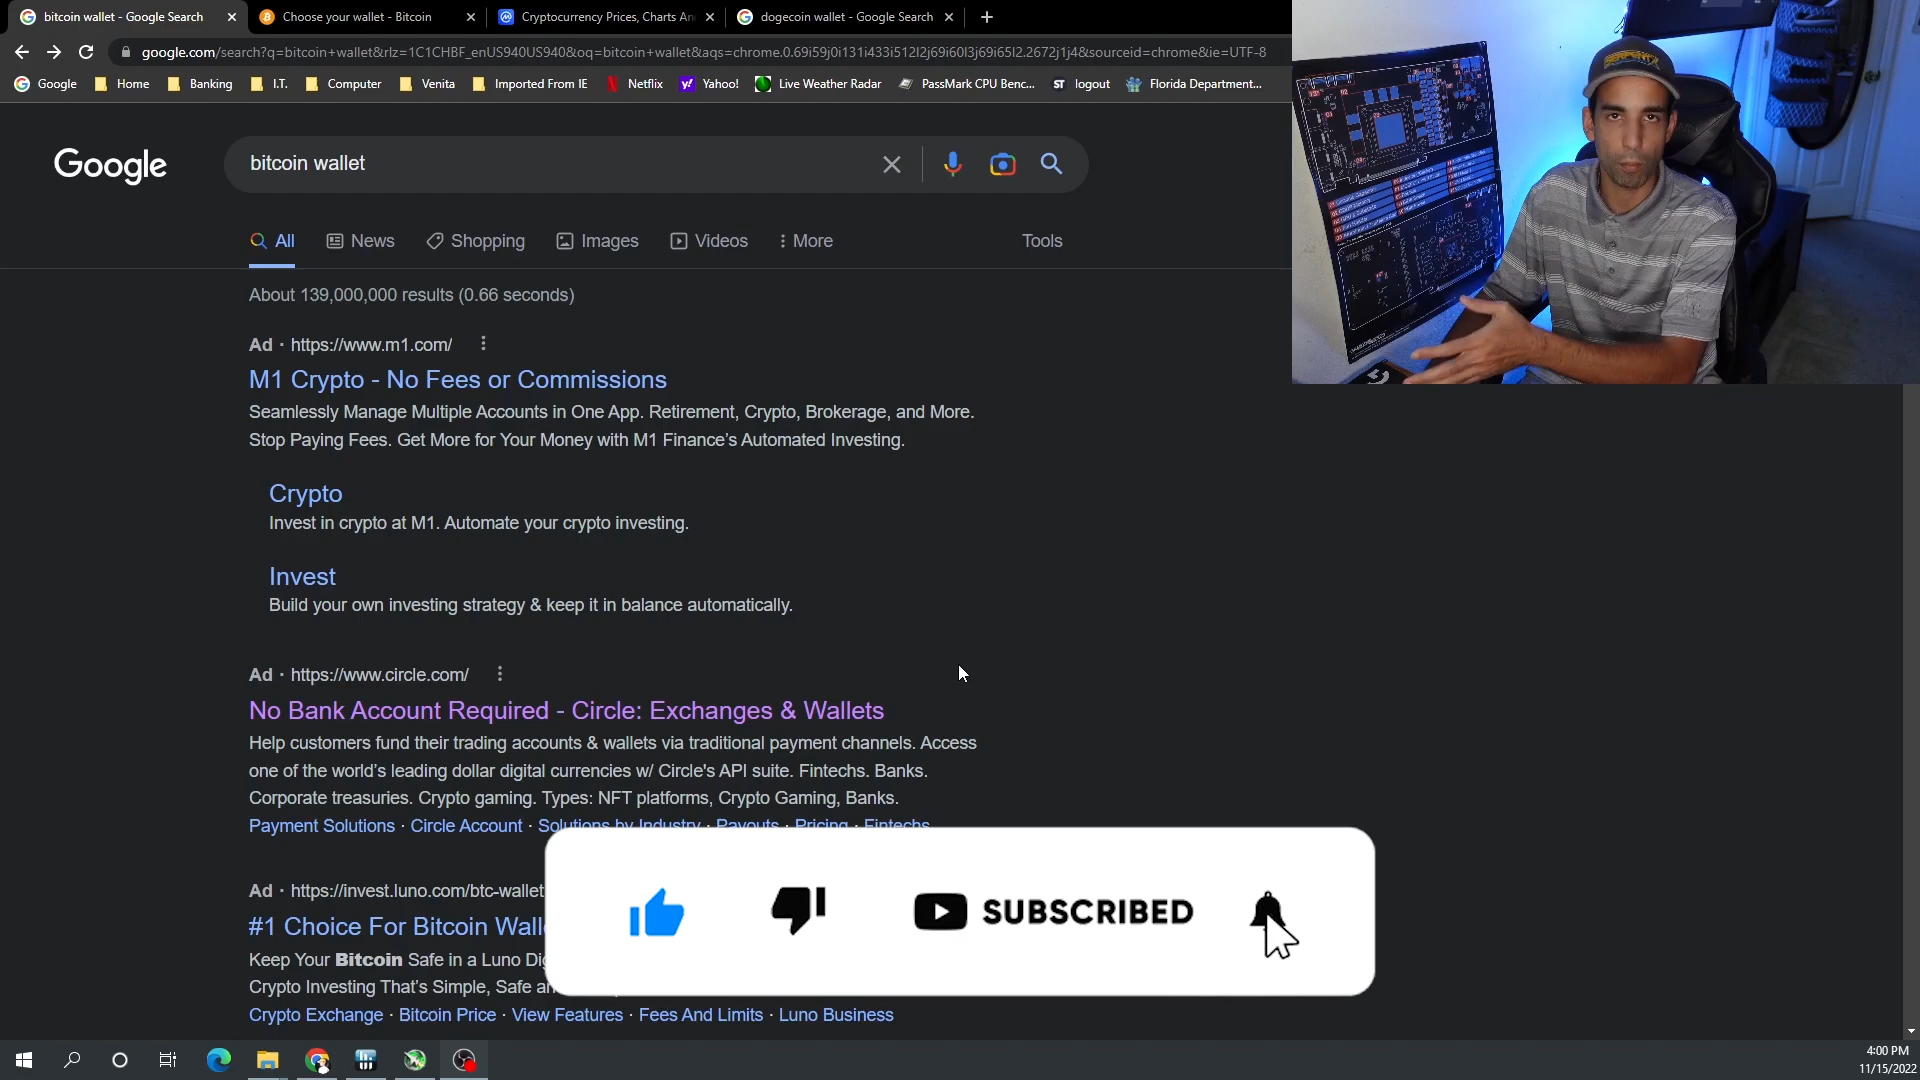 bitcoin wallet - Google Search
Choose your wallet - Bitcoin
Cryptocurrency Prices, Charts An
dogecoin wallet - Google Search
google.com/search?q=bitcoin+wallet&rlz=1C1CHBF_enUS940US940&oq=bitcoin+wallet&aqs=chrome.0.69i59j0i131i433i512l2j69i60l3j69i65l2.2672j1j4&sourceid=chrome&ie=UTF-8
Google Home Banking I.T. Computer Venita Imported From IE Netflix Yahoo! Live Weather Radar PassMark CPU Benc... ST logout Florida Department...
Google
bitcoin wallet
All News Shopping Images Videos More Tools
About 139,000,000 results (0.66 seconds)
Ad · https://www.m1.com/
M1 Crypto - No Fees or Commissions
Seamlessly Manage Multiple Accounts in One App. Retirement, Crypto, Brokerage, and More.
Stop Paying Fees. Get More for Your Money with M1 Finance's Automated Investing.
Crypto
Invest in crypto at M1. Automate your crypto investing.
Invest
Build your own investing strategy & keep it in balance automatically.
Ad · https://www.circle.com/
No Bank Account Required - Circle: Exchanges & Wallets
Help customers fund their trading accounts & wallets via traditional payment channels. Access
one of the world's leading dollar digital currencies w/ Circle's API suite. Fintechs. Banks.
Corporate treasuries. Crypto gaming. Types: NFT platforms, Crypto Gaming, Banks.
Payment Solutions · Circle Account · Solutions by Industry · Payouts · Pricing · Fintechs
Ad · https://invest.luno.com/btc-wallet
#1 Choice For Bitcoin Wall
Keep Your Bitcoin Safe in a Luno Di
Crypto Investing That's Simple, Safe an
Crypto Exchange · Bitcoin Price · View Features · Fees And Limits · Luno Business
SUBSCRIBED
4:00 PM
11/15/2022